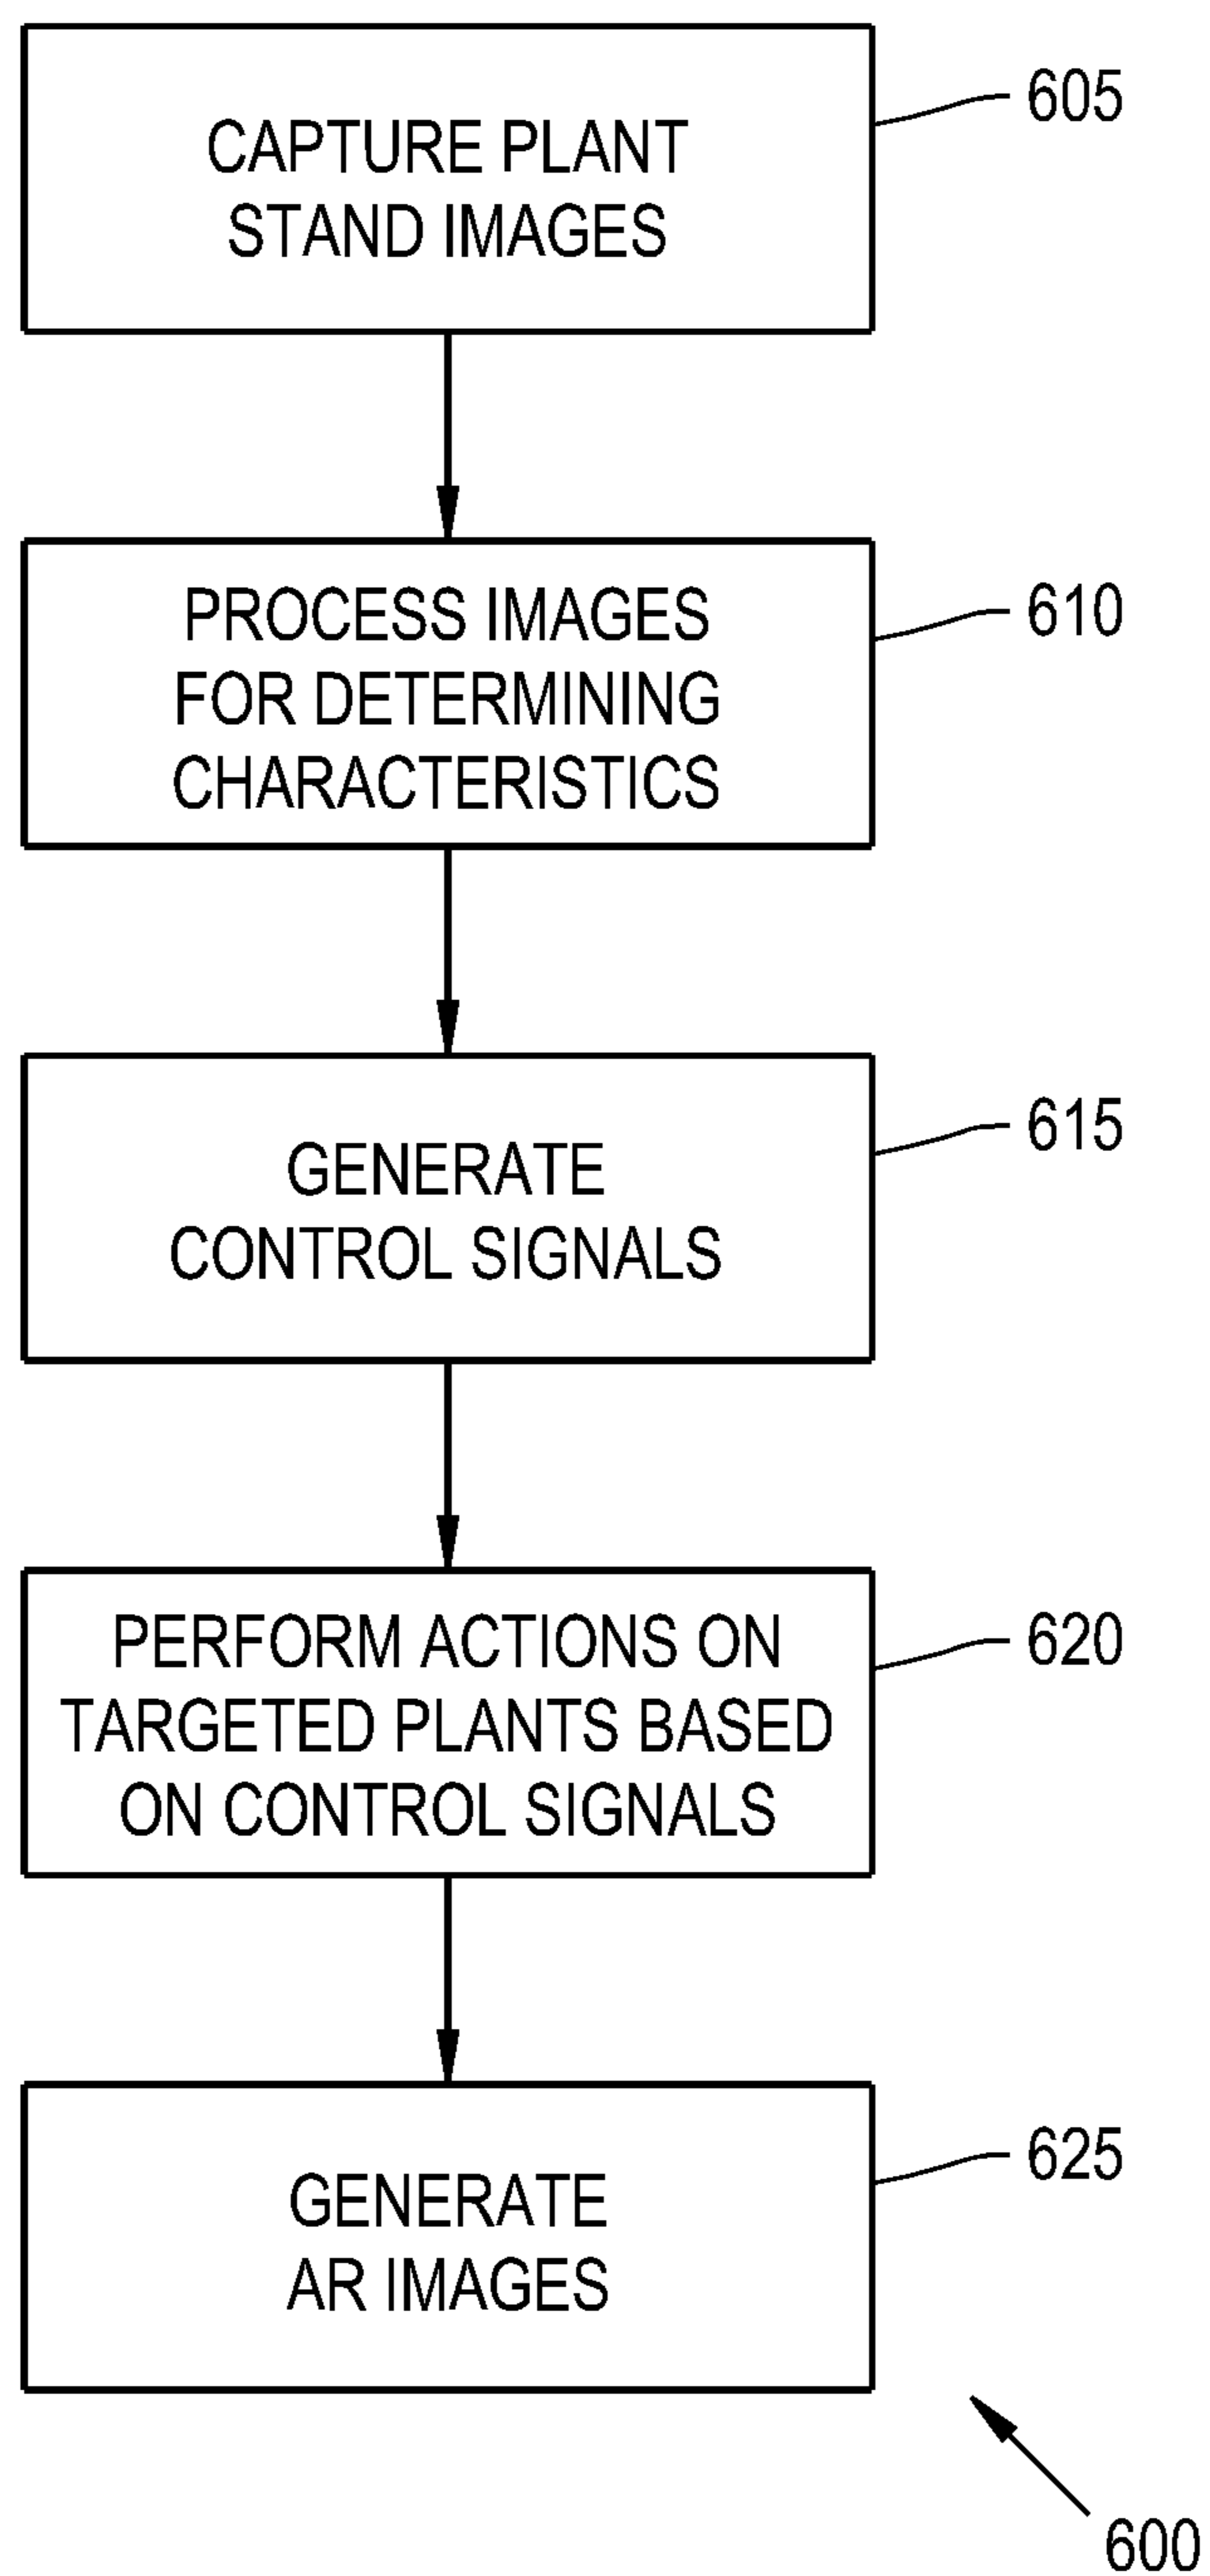 CAPTURE PLANT
STAND IMAGES
605
PROCESS IMAGES
FOR DETERMINING
CHARACTERISTICS
610
GENERATE
CONTROL SIGNALS
615
PERFORM ACTIONS ON
TARGETED PLANTS BASED
ON CONTROL SIGNALS
620
GENERATE
AR IMAGES
625
600